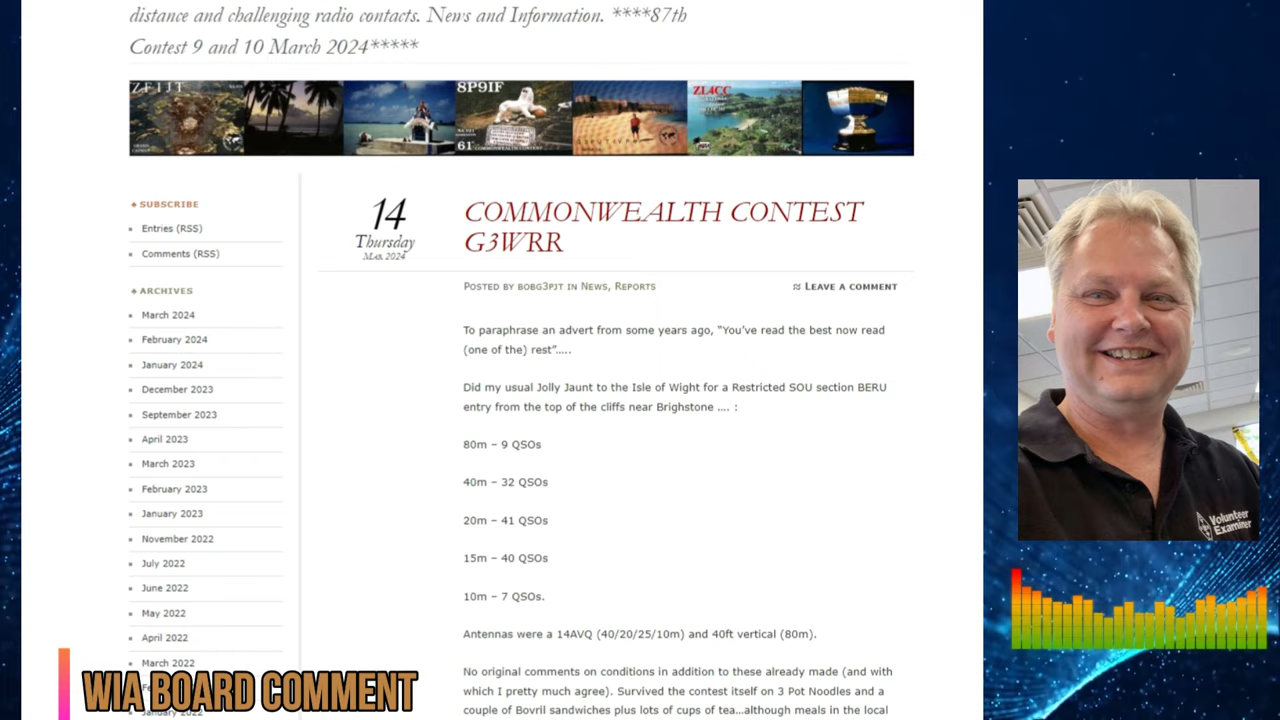 distance and challenging radio contacts. News and Information. ****87th
Contest 9 and 10 March 2024*****
ZF1JT
8P9IF
61
COMMONWEALTH CONTEST
ZL4CC
♠ SUBSCRIBE
Entries (RSS)
Comments (RSS)
♠ ARCHIVES
March 2024
February 2024
January 2024
December 2023
September 2023
April 2023
March 2023
February 2023
January 2023
November 2022
July 2022
June 2022
May 2022
April 2022
March 2022
January 2022
14
Thursday
Mar 2024
COMMONWEALTH CONTEST
G3WRR
Posted by bobg3pjt in News, Reports
≈ Leave a comment
To paraphrase an advert from some years ago, “You’ve read the best now read
(one of the) rest”…..
Did my usual Jolly Jaunt to the Isle of Wight for a Restricted SOU section BERU
entry from the top of the cliffs near Brighstone …. :
80m – 9 QSOs
40m – 32 QSOs
20m – 41 QSOs
15m – 40 QSOs
10m – 7 QSOs.
Antennas were a 14AVQ (40/20/25/10m) and 40ft vertical (80m).
No original comments on conditions in addition to these already made (and with
which I pretty much agree). Survived the contest itself on 3 Pot Noodles and a
couple of Bovril sandwiches plus lots of cups of tea…although meals in the local
Volunteer
Examiner
WIA BOARD COMMENT